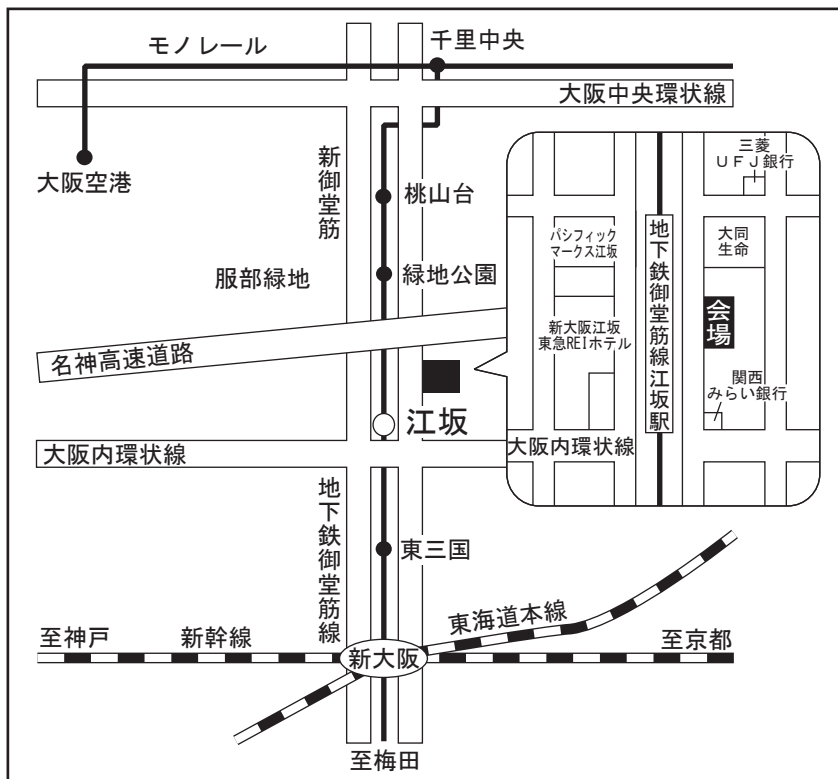 モノレール
千里中央
大阪中央環状線
大阪空港
新御堂筋
桃山台
服部緑地
緑地公園
名神高速道路
江坂
大阪内環状線
地下鉄御堂筋線
東三国
東海道本線
至神戸
新幹線
新大阪
至京都
至梅田
三菱
UFJ銀行
パシフィック
マークス江坂
地下鉄御堂筋線江坂駅
大同
生命
会場
新大阪江坂
東急REIホテル
関西
みらい銀行
大阪内環状線